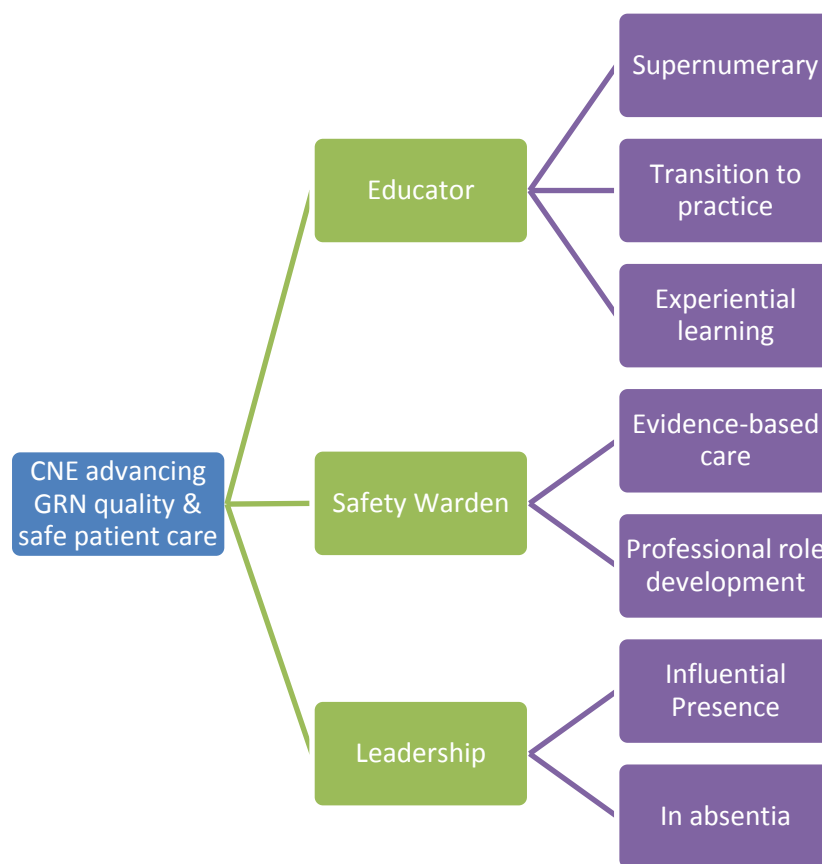 CNE advancing
GRN quality &
safe patient care
Educator
Supernumerary
Transition to
practice
Experiential
learning
Safety Warden
Evidence-based
care
Professional role
development
Leadership
Influential
Presence
In absentia